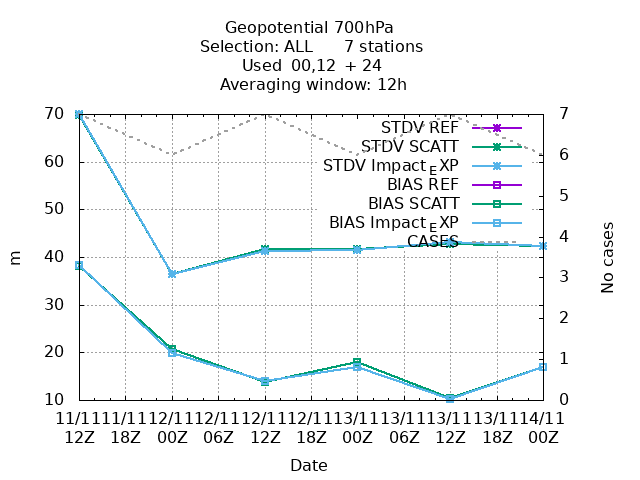 Geopotential 700hPa
Selection: ALL 7 stations
Used 00,12 + 24
Averaging window: 12h
70 7
STDV REF
STDV SCATT
60 6
STDV Impact_EXP
BIAS REF
50 5
BIAS SCATT
BIAS Impact_EXP
CASES
40 4
m
No cases
30 3
2
20
1
10 0
11/11 11/11 12/11 12/11 12/11 12/11 13/11 13/11 13/11 13/11 14/11
12Z 18Z 00Z 06Z 12Z 18Z 00Z 06Z 12Z 18Z 00Z
Date